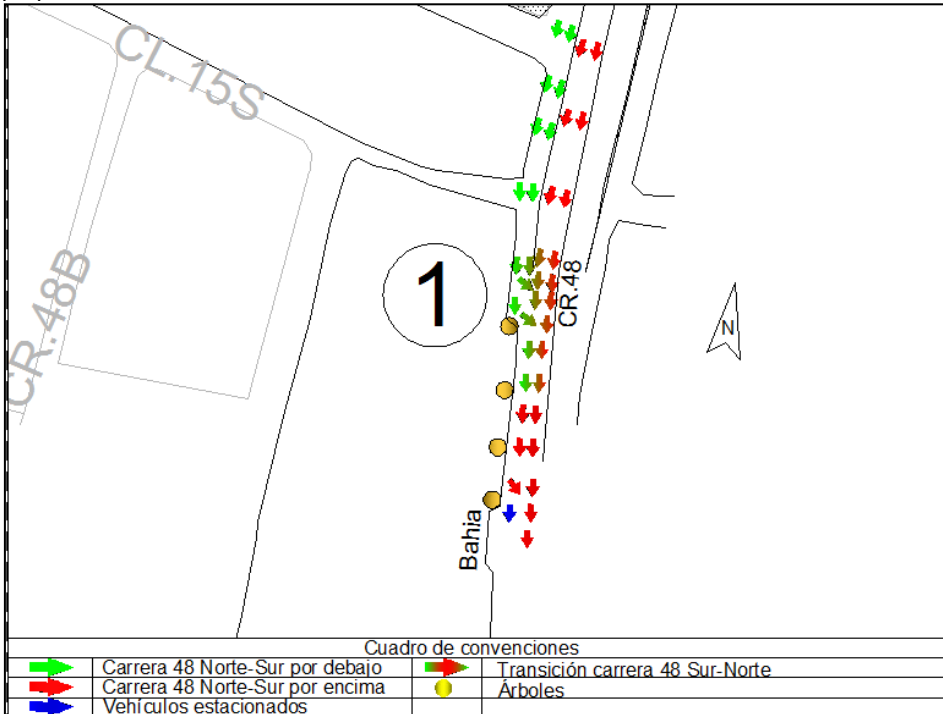 CL. 15S
CR.48B
1
CR.48
N
Bahia
Cuadro de convenciones
Carrera 48 Norte-Sur por debajo
Transición carrera 48 Sur-Norte
Carrera 48 Norte-Sur por encima
Árboles
Vehículos estacionados